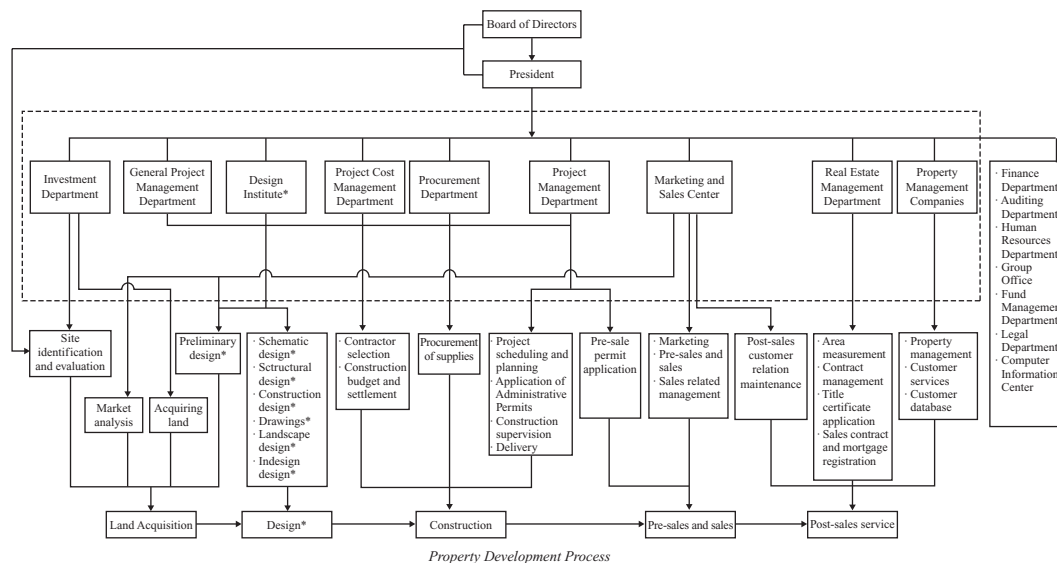 Board of Directors
President
Investment
Department
General Project
Management
Department
Design
Institute*
Project Cost
Management
Department
Procurement
Department
Project
Management
Department
Marketing and
Sales Center
Real Estate
Management
Department
Property
Management
Companies
· Finance
Department
· Auditing
Department
· Human
Resources
Department
· Group
Office
· Fund
Management
Department
· Legal
Department
· Computer
Information
Center
Site
identification
and evaluation
Market
analysis
Acquiring
land
Preliminary
design*
· Schematic
design*
· Sctructural
design*
· Construction
design*
· Drawings*
· Landscape
design*
· Indesign
design*
· Contractor
selection
· Construction
budget and
settlement
Procurement
of supplies
· Project
scheduling and
planning
· Application of
Administrative
Permits
· Construction
supervision
· Delivery
Pre-sale
permit
application
· Marketing
· Pre-sales and
sales
· Sales related
management
Post-sales
customer
relation
maintenance
· Area
measurement
· Contract
management
· Title
certificate
application
· Sales contract
and mortgage
registration
· Property
management
· Customer
services
· Customer
database
Land Acquisition
Design*
Construction
Pre-sales and sales
Post-sales service
Property Development Process